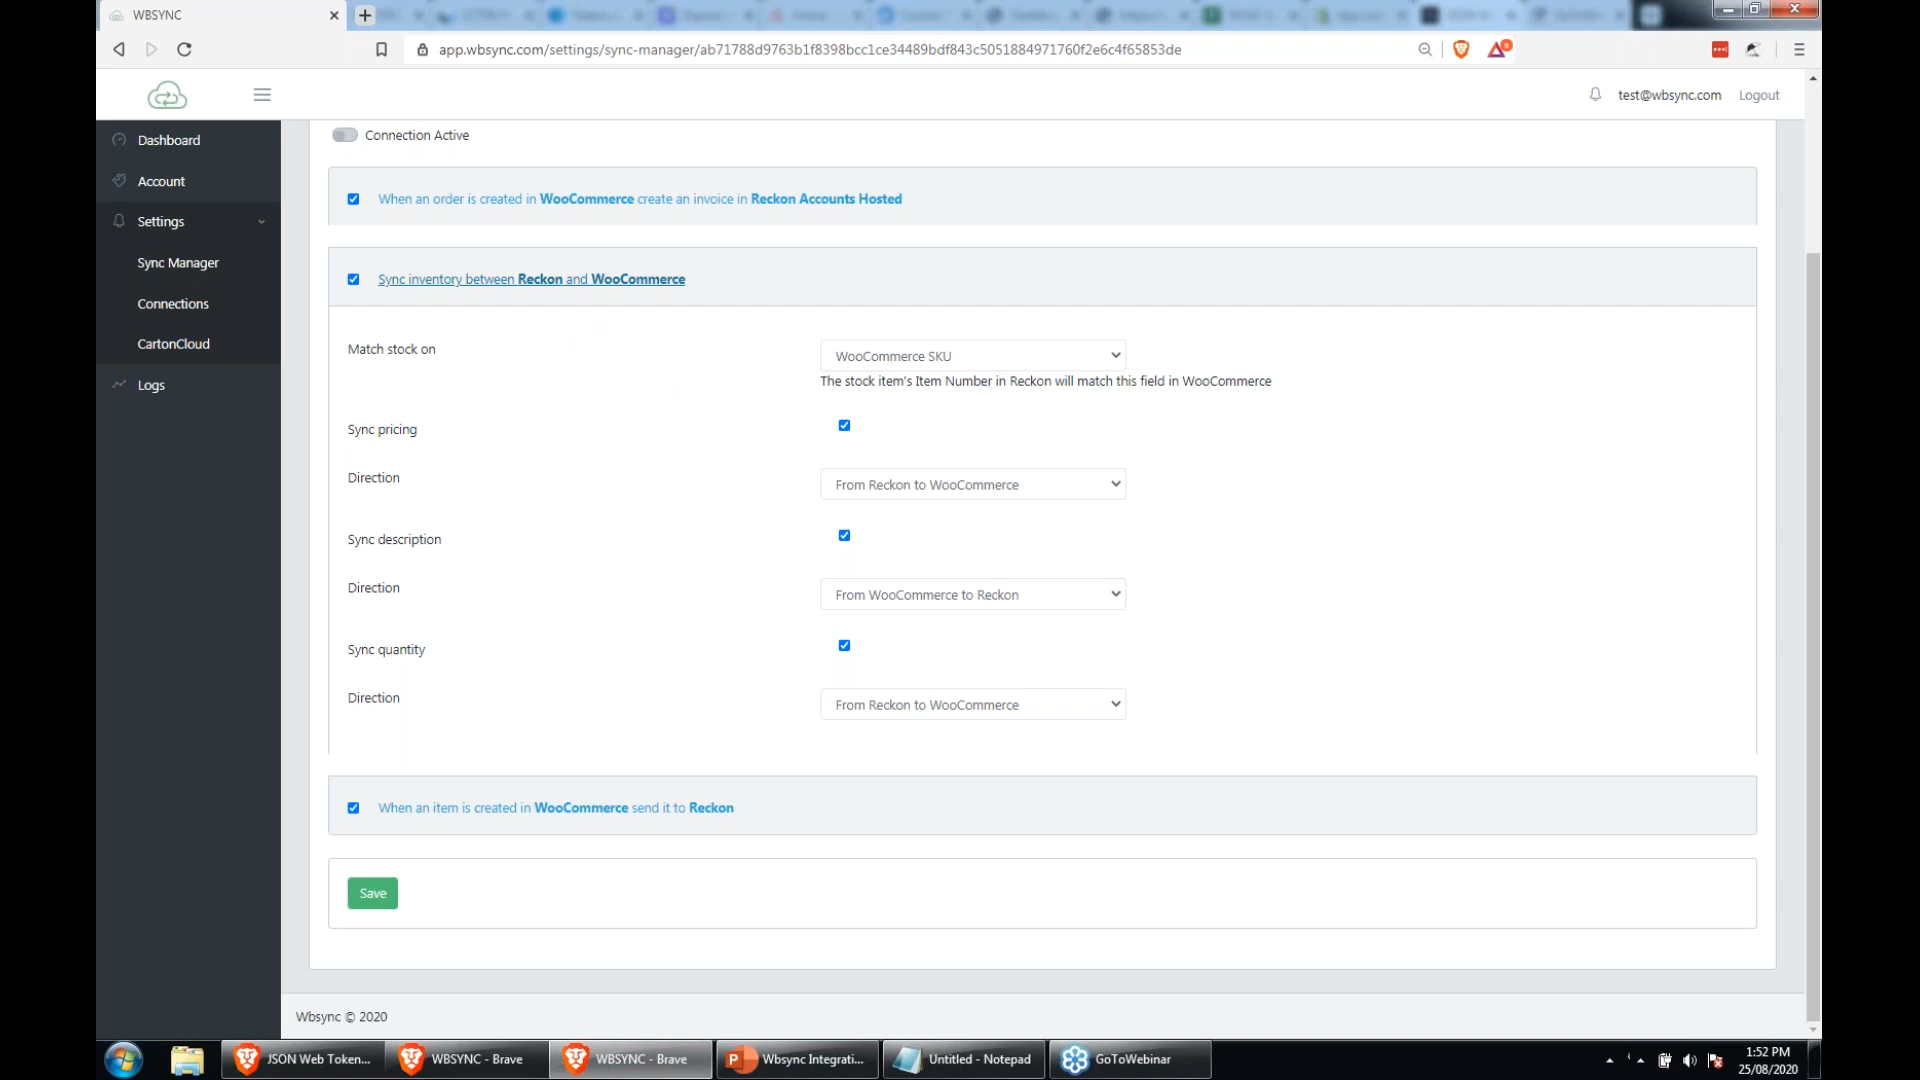 WBSYNC
app.wbsync.com/settings/sync-manager/ab71788d9763b1f8398bcc1ce34489bdf843c5051884971760f2e6c4f65853de
test@wbsync.com Logout
Dashboard
Account
Settings
Sync Manager
Connections
CartonCloud
Logs
Connection Active
When an order is created in WooCommerce create an invoice in Reckon Accounts Hosted
Sync inventory between Reckon and WooCommerce
Match stock on WooCommerce SKU
The stock item's Item Number in Reckon will match this field in WooCommerce
Sync pricing
Direction From Reckon to WooCommerce
Sync description
Direction From WooCommerce to Reckon
Sync quantity
Direction From Reckon to WooCommerce
When an item is created in WooCommerce send it to Reckon
Save
Wbsync © 2020
JSON Web Token... WBSYNC - Brave WBSYNC - Brave Wbsync Integrati... Untitled - Notepad GoToWebinar
1:52 PM
25/08/2020